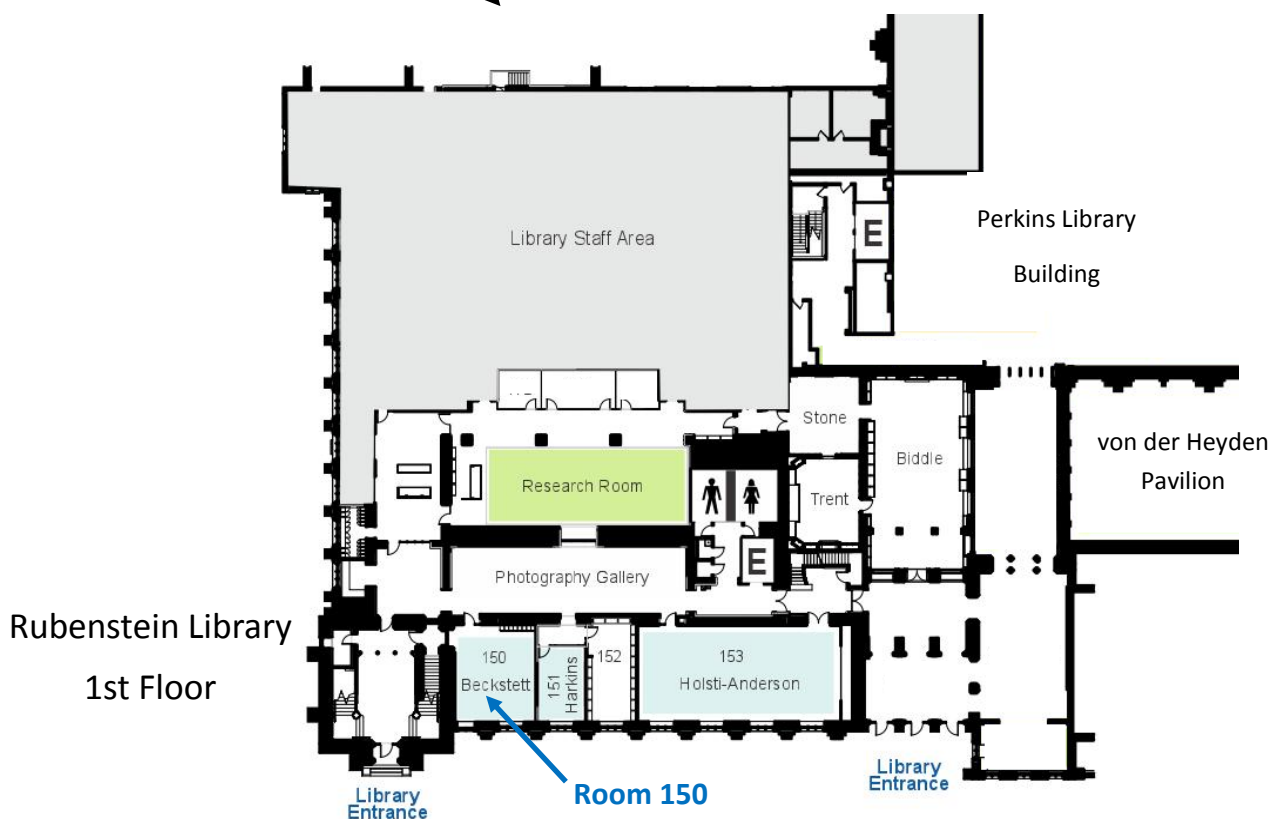 Library Staff Area
E
Perkins Library
Building
Stone
Biddle
von der Heyden
Pavilion
Research Room
Trent
E
Photography Gallery
Rubenstein Library
1st Floor
150
Beckstett
151
Harkins
152
153
Holsti-Anderson
Library
Entrance
Room 150
Library
Entrance